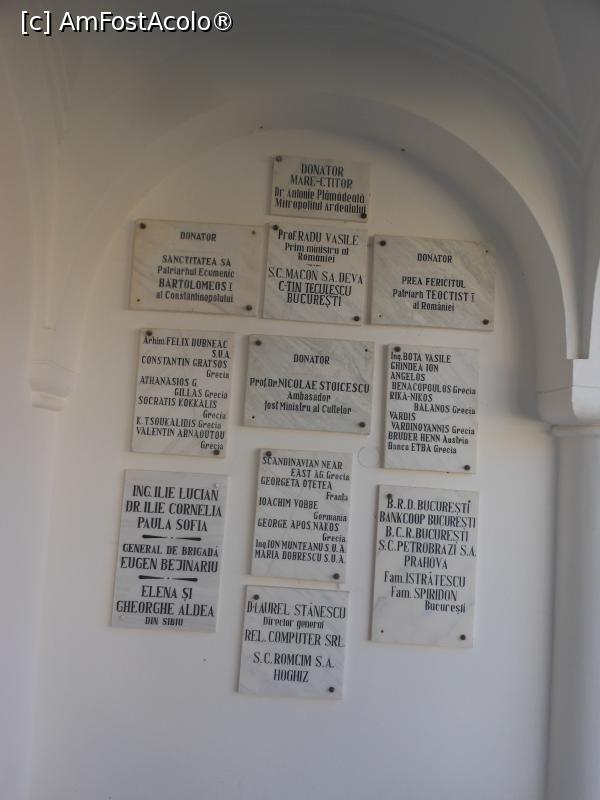 [c] AmFostAcolo®
DONATOR
MARE-CTITOR
Dr. Antonie Plămădeală
Mitropolitul Ardealului
DONATOR
SANCTITATEA SA
Patriarhul Ecumenic
BARTOLOMEOS I
al Constantinopolului
Prof. RADU VASILE
Prim ministru al
României
S.C. MACON S.A. DEVA
C-TIN TECULESCU
BUCUREȘTI
DONATOR
PREA FERICITUL
Patriarh TEOCTIST I
al României
Arhim. FELIX DUBNEAC
S.U.A.
CONSTANTIN GRATSOS
Grecia
ATHANASIOS G.
GILLAS Grecia
SOCRATIS KOKKALIS
Grecia
K. TSOUKALIDIS Grecia
VALENTIN ARNAOUTOU
Grecia
DONATOR
Prof. Dr. NICOLAE STOICESCU
Ambasador
fost Ministru al Cultelor
Ing. BOTA VASILE
GHINDEA ION
ANGELOS
DENACOPOULOS Grecia
RIKA-NIKOS
BALANOS Grecia
VARDIS
VARDINOYANNIS Grecia
BRUDER HENN Austria
Banca ETBA Grecia
ING. ILIE LUCIAN
DR. ILIE CORNELIA
PAULA SOFIA
GENERAL DE BRIGADĂ
EUGEN BEJINARIU
ELENA ȘI
GHEORGHE ALDEA
DIN SIBIU
SCANDINAVIAN NEAR
EAST AG. Grecia
GEORGETA OȚETEA
Franța
IOACHIM VOBBE
Germania
GEORGE APOS. NAKOS
Grecia
Ing. ION MUNTEANU S.U.A.
MARIA DOBRESCU S.U.A.
B.R.D. BUCUREȘTI
BANKCOOP BUCUREȘTI
B.C.R. BUCUREȘTI
S.C. PETROBRAZI S.A.
PRAHOVA
Fam. ISTRĂTESCU
Fam. SPIRIDON
București
D-l AUREL STĂNESCU
Director general
REL. COMPUTER SRL.
S.C. ROMCIM S.A.
HOGHIZ